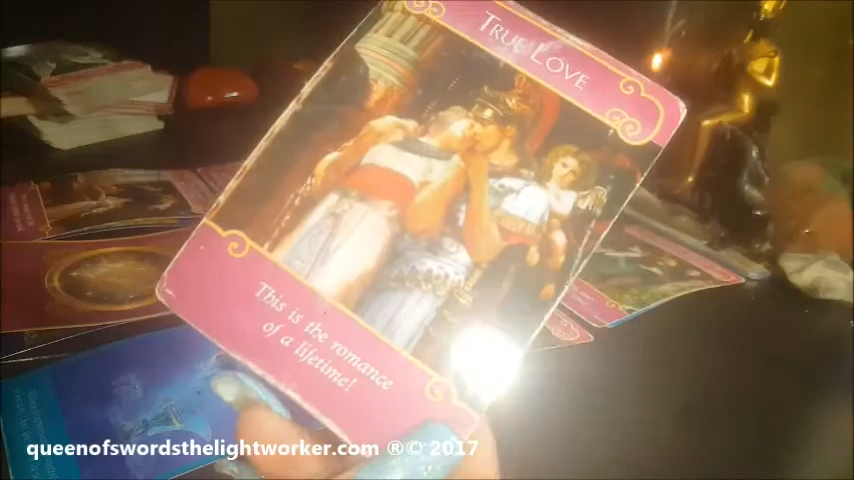 True Love
This is the romance
of a lifetime!
queenofswordsthelightworker.com ®© 2017